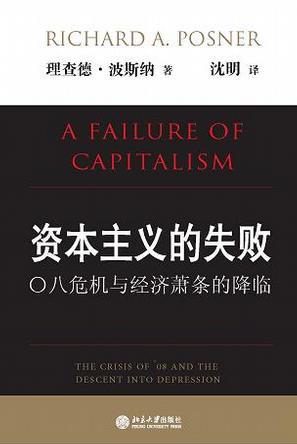 RICHARD A. POSNER
理查德·波斯纳 著 沈明 译
A FAILURE OF
CAPITALISM
资本主义的失败
〇八危机与经济萧条的降临
THE CRISIS OF '08 AND THE
DESCENT INTO DEPRESSION
北京大学出版社
PEKING UNIVERSITY PRESS